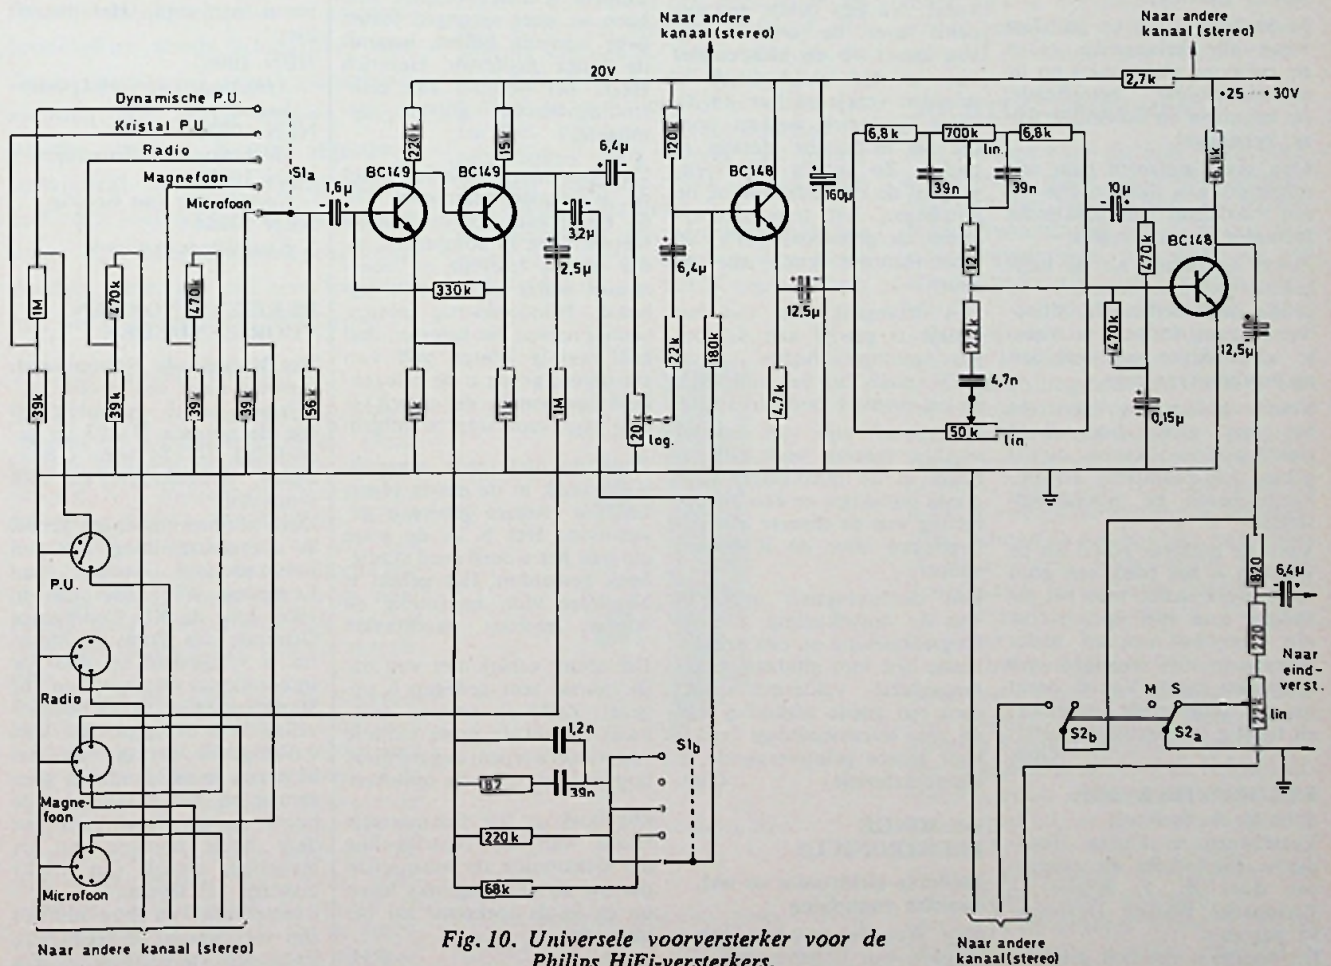 Naar andere
kanaal (stereo)
Naar andere
kanaal (stereo)
20V
2,7k
+25 - +30V
Dynamische P.U.
Kristal P.U.
Radio
Magnefoon
Microfoon
S1a
1,6µ
220k
15k
BC149
BC149
6,4µ
3,2µ
2,5µ
330k
120k
BC148
160µ
6,8k
700k
6,8k
lin.
39n
39n
10µ
BC148
12k
470k
6,4µ
12,5µ
2,2k
470k
12,5µ
1M
470k
470k
22k
180k
4,7n
39k
39k
39k
39k
56k
1k
1k
1M
20k
log.
4,7k
50k
lin
0,15µ
P.U.
Radio
Magne-
foon
Microfoon
1,2n
82
39n
220k
68k
S1b
820
6,4µ
220
Naar
eind-
verst.
M
S
S2b
S2a
22k
lin
Naar andere kanaal (stereo)
Naar andere
kanaal (stereo)
Fig. 10. Universele voorversterker voor de
Philips HiFi-versterkers.